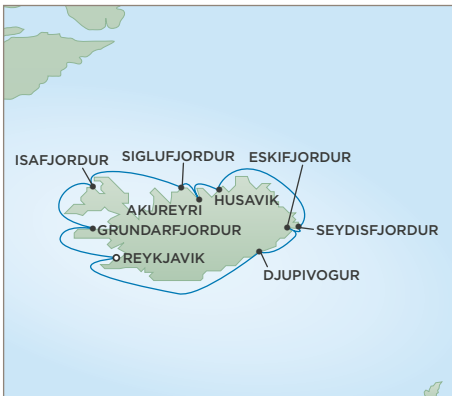 ISAFJORDUR
SIGLUFJORDUR
ESKIFJORDUR
HUSAVIK
AKUREYRI
GRUNDARFJORDUR
SEYDISFJORDUR
REYKJAVIK
DJUPIVOGUR